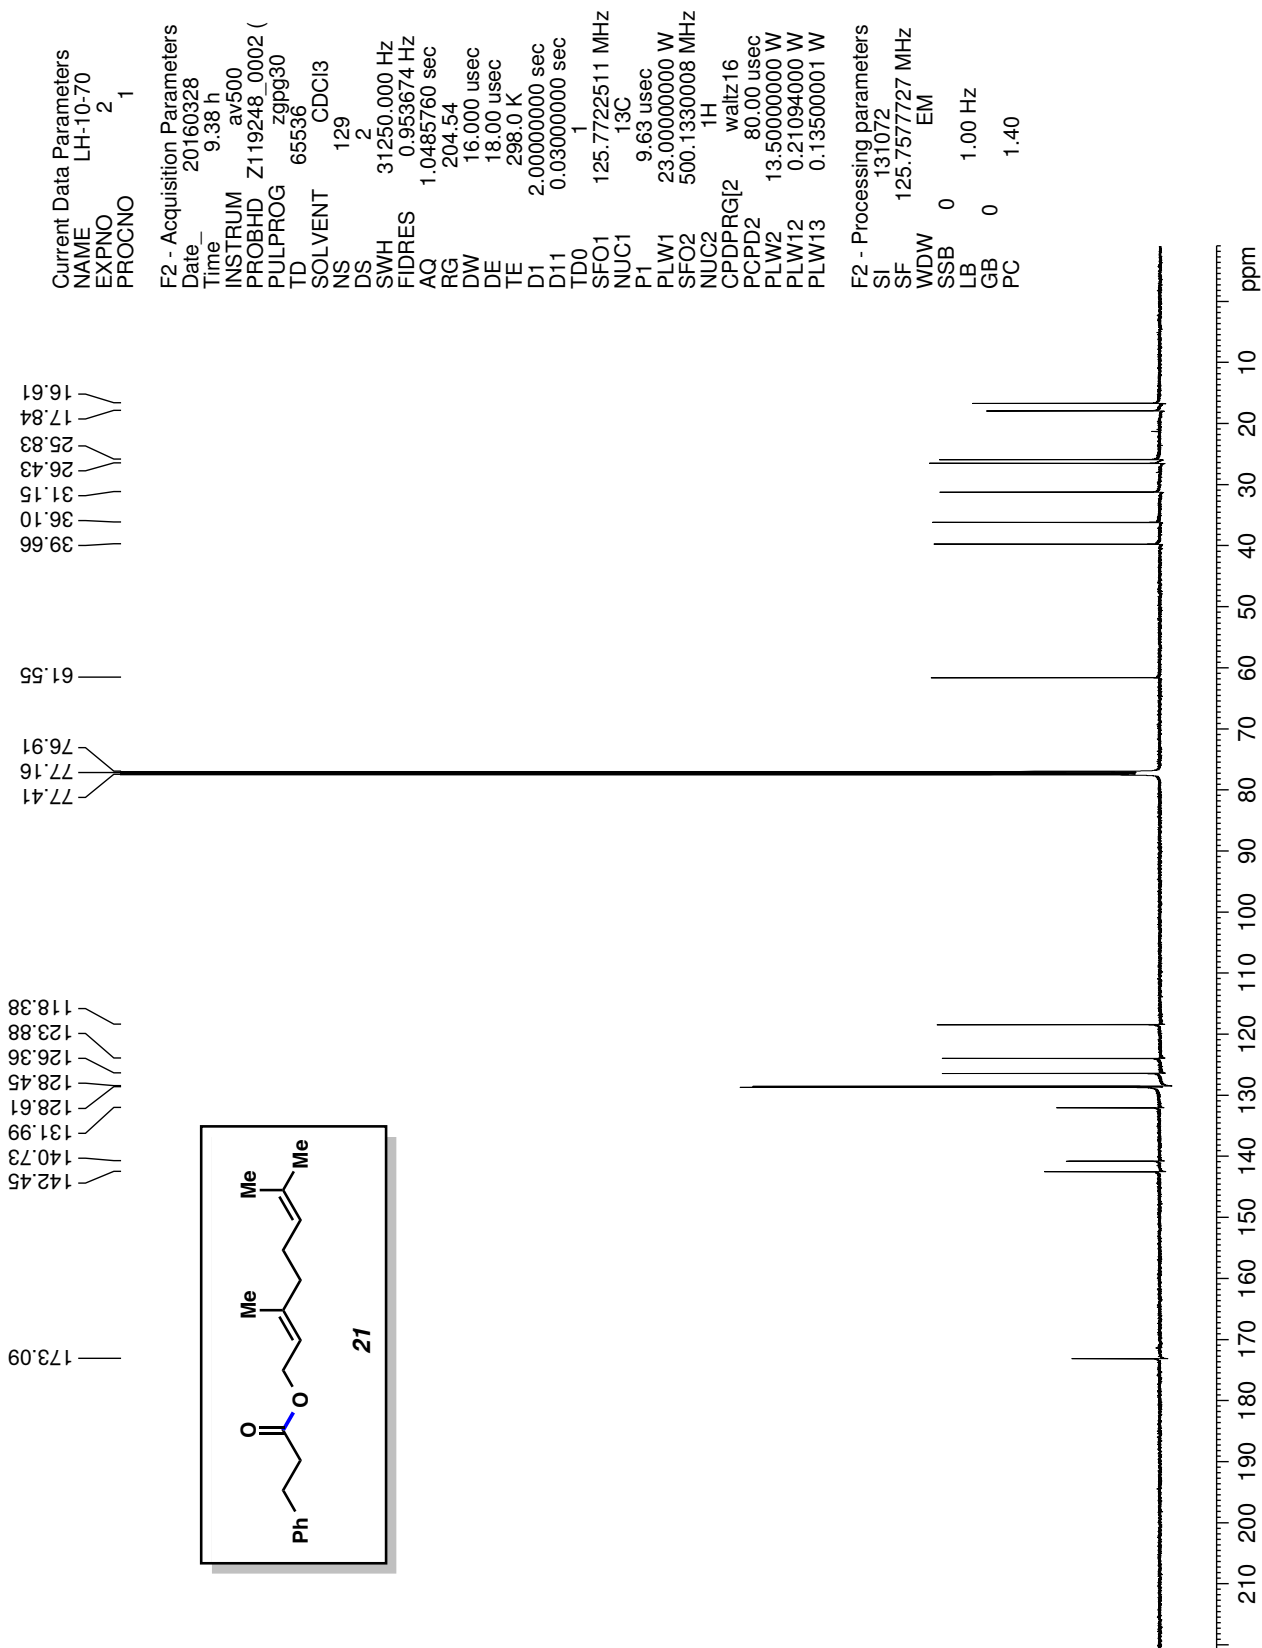 Current Data Parameters
NAME LH-10-70
EXPNO 2
PROCNO 1
F2 - Acquisition Parameters
Date_ 20160328
Time 9.38 h
INSTRUM av500
PROBHD Z119248_0002 (
PULPROG zgpg30
TD 65536
SOLVENT CDCl3
NS 129
DS 2
SWH 31250.000 Hz
FIDRES 0.953674 Hz
AQ 1.0485760 sec
RG 204.54
DW 16.000 usec
DE 18.00 usec
TE 298.0 K
D1 2.00000000 sec
D11 0.03000000 sec
TD0 1
SFO1 125.7722511 MHz
NUC1 13C
P1 9.63 usec
PLW1 23.00000000 W
SFO2 500.1330008 MHz
NUC2 1H
CPDPRG[2 waltz16
PCPD2 80.00 usec
PLW2 13.50000000 W
PLW12 0.21094000 W
PLW13 0.13500001 W
F2 - Processing parameters
SI 131072
SF 125.7577727 MHz
WDW EM
SSB 0
LB 1.00 Hz
GB 0
PC 1.40
173.09
142.45
140.73
131.99
128.61
128.45
126.36
123.88
118.38
77.41
77.16
76.91
61.55
39.66
36.10
31.15
26.43
25.83
17.84
16.61
O
Me
Me
Ph
O
Me
21
210 200 190 180 170 160 150 140 130 120 110 100 90 80 70 60 50 40 30 20 10 ppm